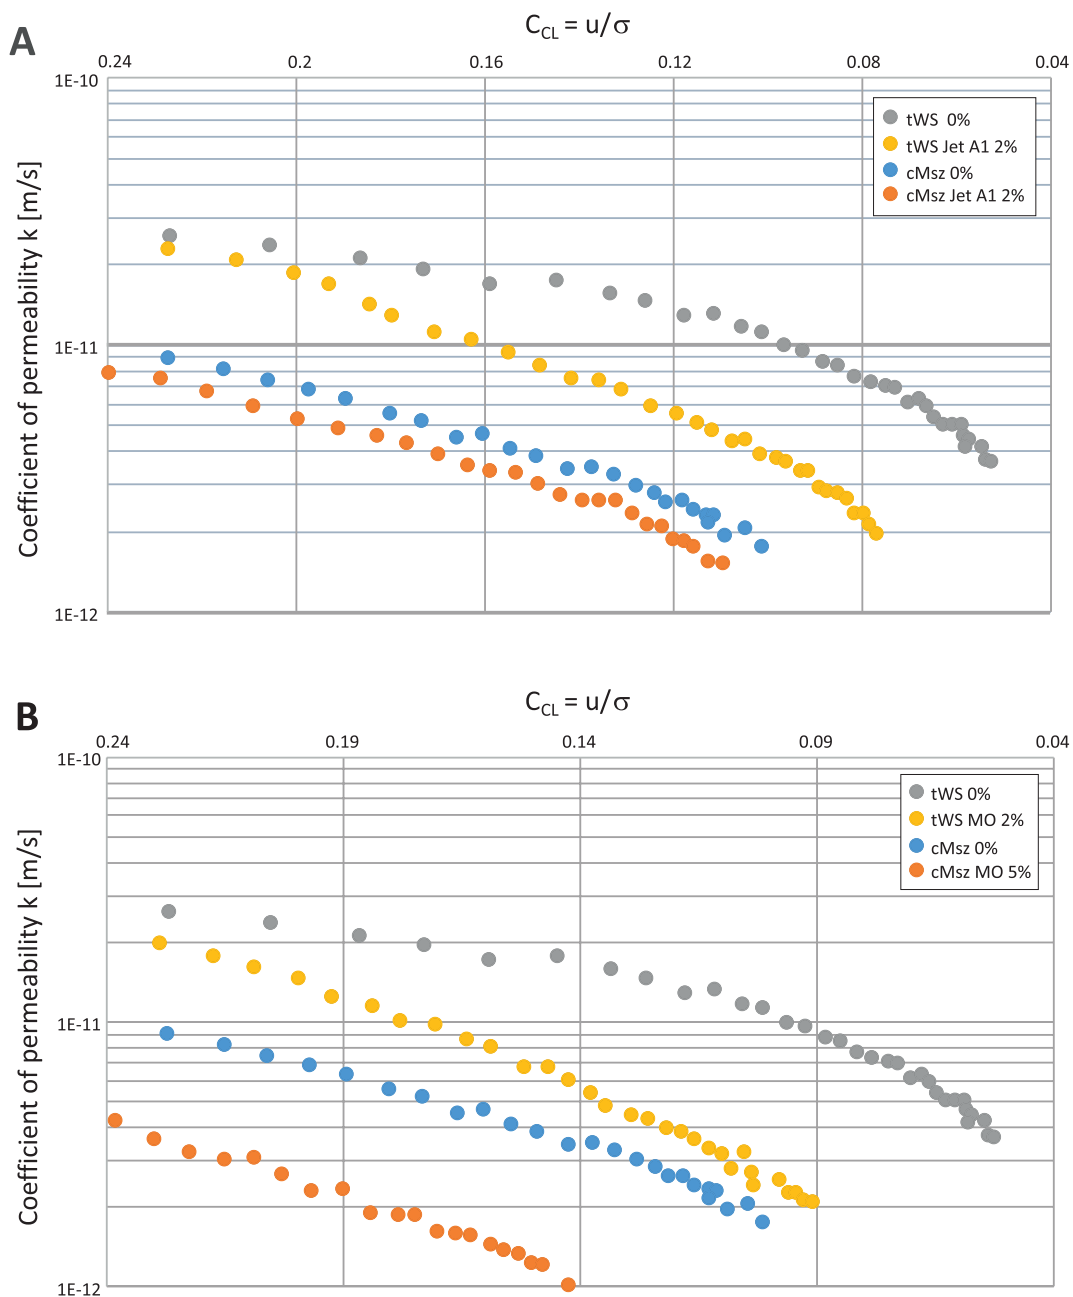 A
C_CL = u/σ
0.24 0.2 0.16 0.12 0.08 0.04
1E-10
1E-11
1E-12
Coefficient of permeability k [m/s]
tWS 0%
tWS Jet A1 2%
cMsz 0%
cMsz Jet A1 2%
B
C_CL = u/σ
0.24 0.19 0.14 0.09 0.04
1E-10
1E-11
1E-12
Coefficient of permeability k [m/s]
tWS 0%
tWS MO 2%
cMsz 0%
cMsz MO 5%